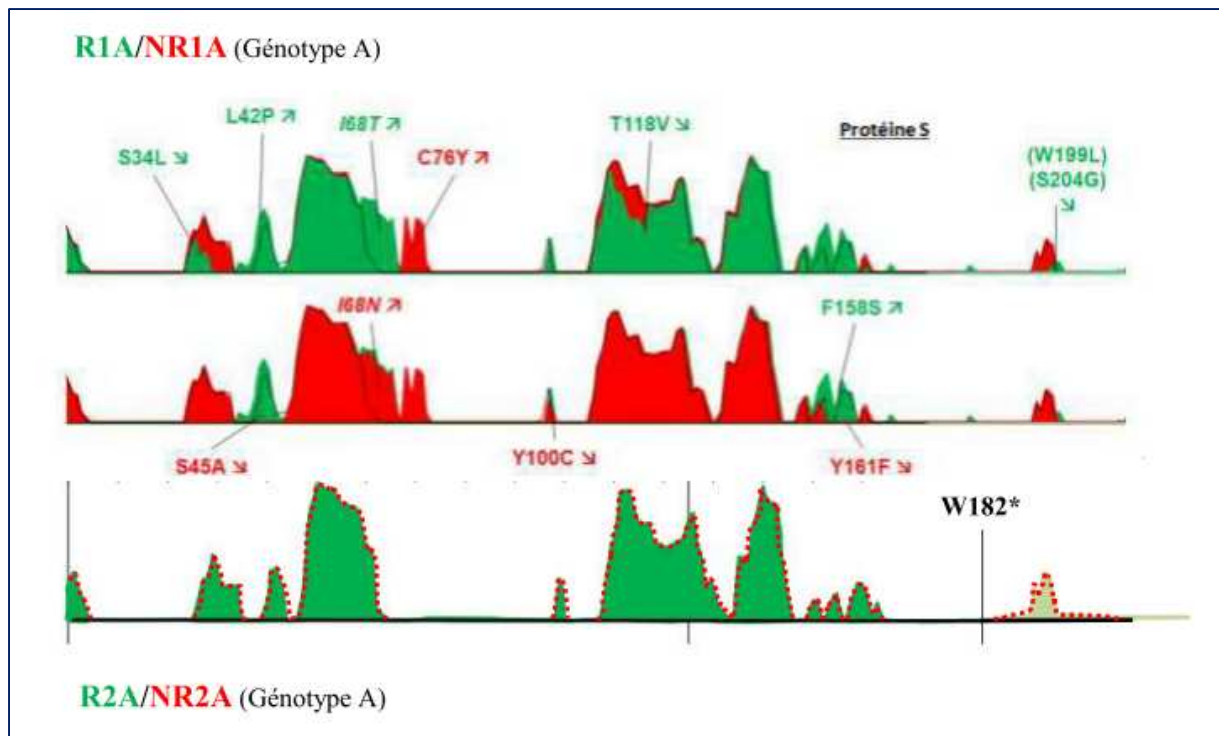 R1A/NR1A (Génotype A)
L42P ↗ I68T ↗ T118V ↘ Protéine S
S34L ↘ C76Y ↗ (W199L)
(S204G)
↘
I68N ↗ F158S ↗
S45A ↘ Y100C ↘ Y161F ↘
W182*
R2A/NR2A (Génotype A)